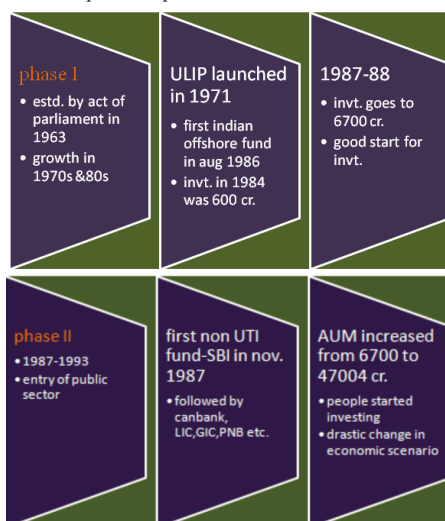 phase I
• estd. by act of
parliament in
1963
• growth in
1970s &80s
ULIP launched
in 1971
• first indian
offshore fund
in aug 1986
• invt. in 1984
was 600 cr.
1987-88
• invt. goes to
6700 cr.
• good start for
invt.
phase II
• 1987-1993
• entry of public
sector
first non UTI
fund-SBI in nov.
1987
• followed by
canbank,
LIC,GIC,PNB etc.
AUM increased
from 6700 to
47004 cr.
• people started
investing
• drastic change in
economic scenario